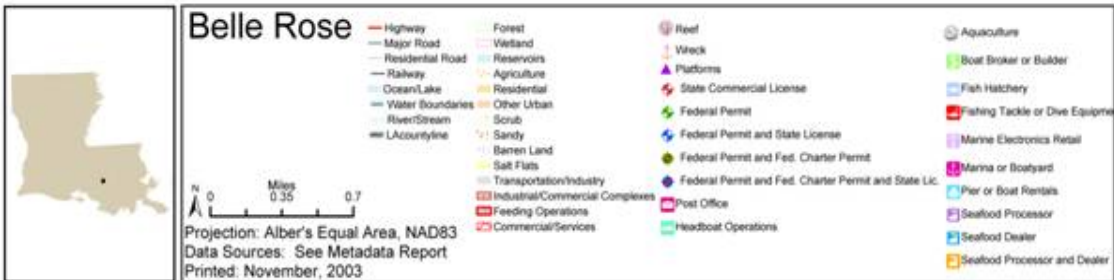 Belle Rose
Highway
Major Road
Residential Road
Railway
Ocean/Lake
Water Boundaries
River/Stream
LAcountyline
Forest
Wetland
Reservoirs
Agriculture
Residential
Other Urban
Scrub
Sandy
Barren Land
Salt Flats
Transportation/Industry
Industrial/Commercial Complexes
Feeding Operations
Commercial/Services
Reef
Wreck
Platforms
State Commercial License
Federal Permit
Federal Permit and State License
Federal Permit and Fed. Charter Permit
Federal Permit and Fed. Charter Permit and State Lic.
Post Office
Headboat Operations
Aquaculture
Boat Broker or Builder
Fish Hatchery
Fishing Tackle or Dive Equipme
Marine Electronics Retail
Marina or Boatyard
Pier or Boat Rentals
Seafood Processor
Seafood Dealer
Seafood Processor and Dealer
N
Miles
0 0.35 0.7
Projection: Alber's Equal Area, NAD83
Data Sources: See Metadata Report
Printed: November, 2003